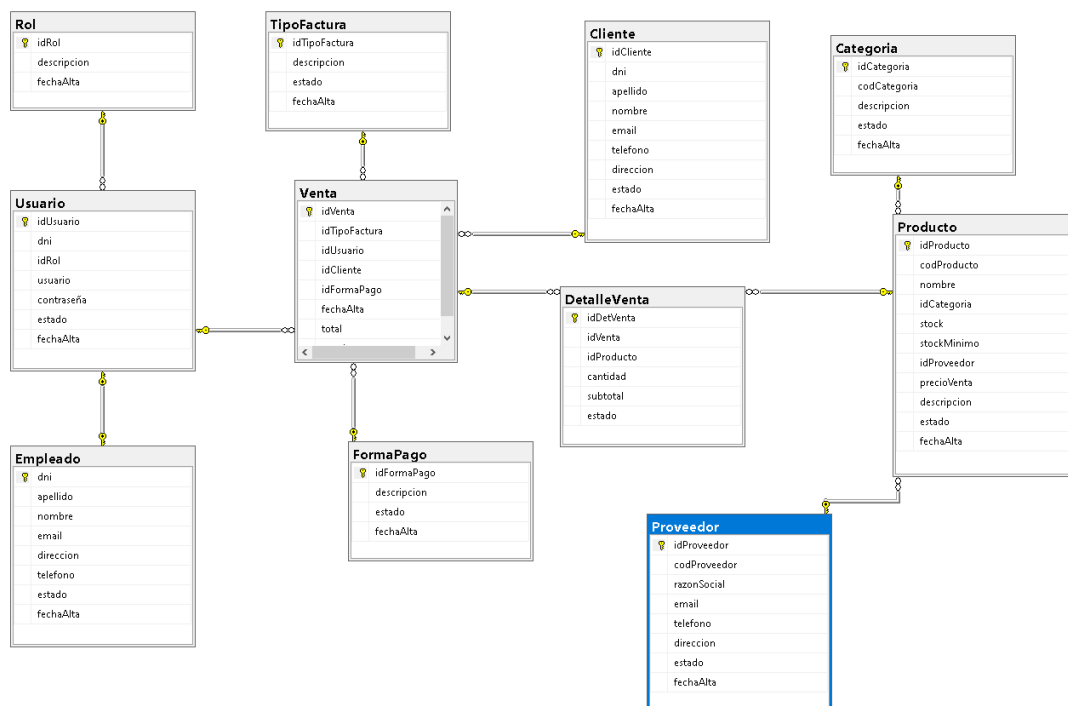 Rol
idRol
descripcion
fechaAlta
TipoFactura
idTipoFactura
descripcion
estado
fechaAlta
Cliente
idCliente
dni
apellido
nombre
email
telefono
direccion
estado
fechaAlta
Categoria
idCategoria
codCategoria
descripcion
estado
fechaAlta
Usuario
idUsuario
dni
idRol
usuario
contraseña
estado
fechaAlta
Venta
idVenta
idTipoFactura
idUsuario
idCliente
idFormaPago
fechaAlta
total
DetalleVenta
idDetVenta
idVenta
idProducto
cantidad
subtotal
estado
Producto
idProducto
codProducto
nombre
idCategoria
stock
stockMinimo
idProveedor
precioVenta
descripcion
estado
fechaAlta
Empleado
dni
apellido
nombre
email
direccion
telefono
estado
fechaAlta
FormaPago
idFormaPago
descripcion
estado
fechaAlta
Proveedor
idProveedor
codProveedor
razonSocial
email
telefono
direccion
estado
fechaAlta